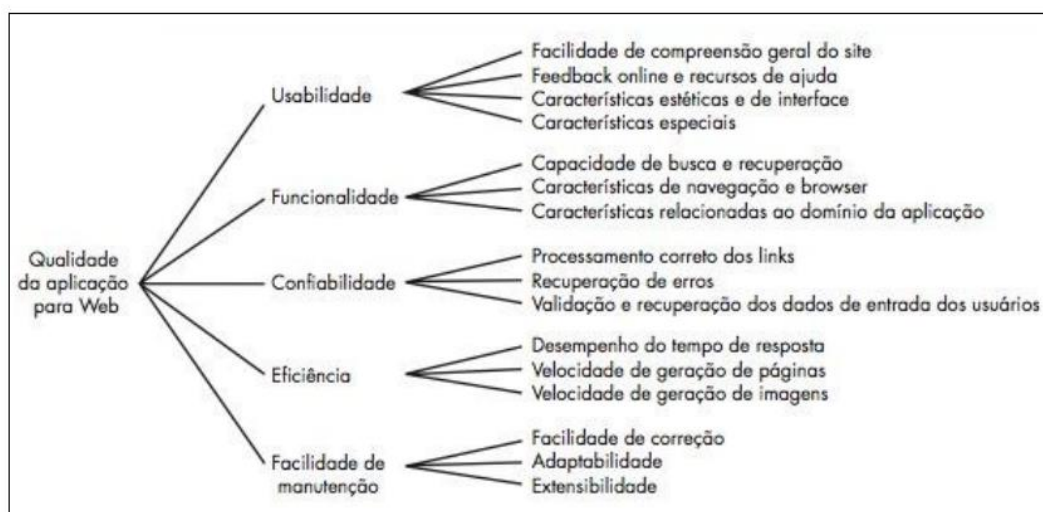 Qualidade
da aplicação
para Web
Usabilidade
Facilidade de compreensão geral do site
Feedback online e recursos de ajuda
Características estéticas e de interface
Características especiais
Funcionalidade
Capacidade de busca e recuperação
Características de navegação e browser
Características relacionadas ao domínio da aplicação
Confiabilidade
Processamento correto dos links
Recuperação de erros
Validação e recuperação dos dados de entrada dos usuários
Eficiência
Desempenho do tempo de resposta
Velocidade de geração de páginas
Velocidade de geração de imagens
Facilidade de
manutenção
Facilidade de correção
Adaptabilidade
Extensibilidade